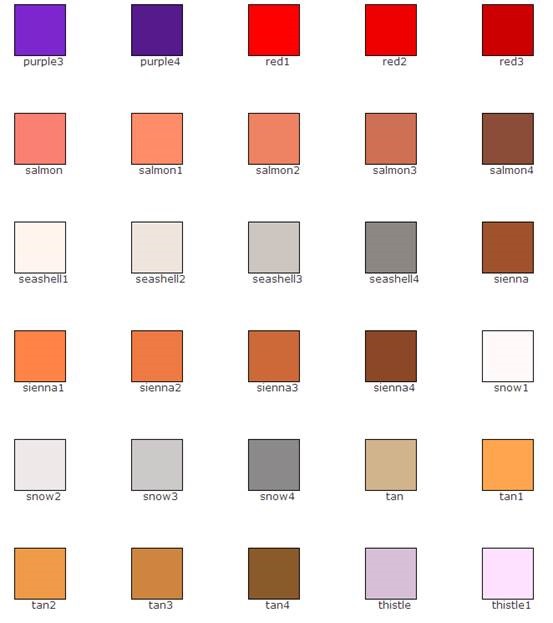 purple3 purple4 red1 red2 red3
salmon salmon1 salmon2 salmon3 salmon4
seashell1 seashell2 seashell3 seashell4 sienna
sienna1 sienna2 sienna3 sienna4 snow1
snow2 snow3 snow4 tan tan1
tan2 tan3 tan4 thistle thistle1